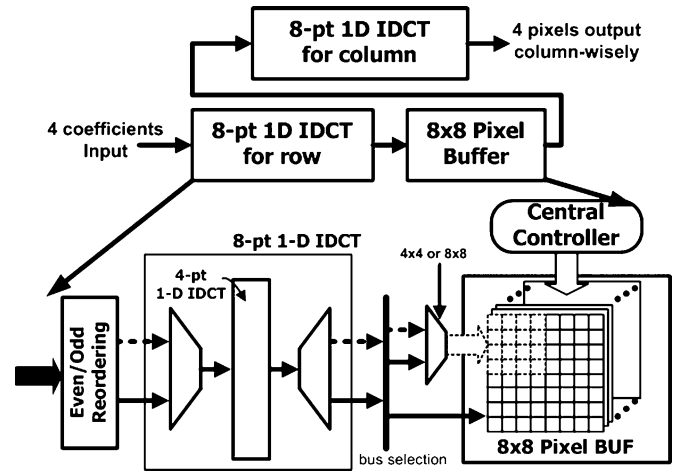 8-pt 1D IDCT
for column
4 pixels output
column-wisely
4 coefficients
Input
8-pt 1D IDCT
for row
8x8 Pixel
Buffer
Central
Controller
8-pt 1-D IDCT
4x4 or 8x8
4-pt
1-D IDCT
Even/Odd
Reordering
bus selection
8x8 Pixel BUF